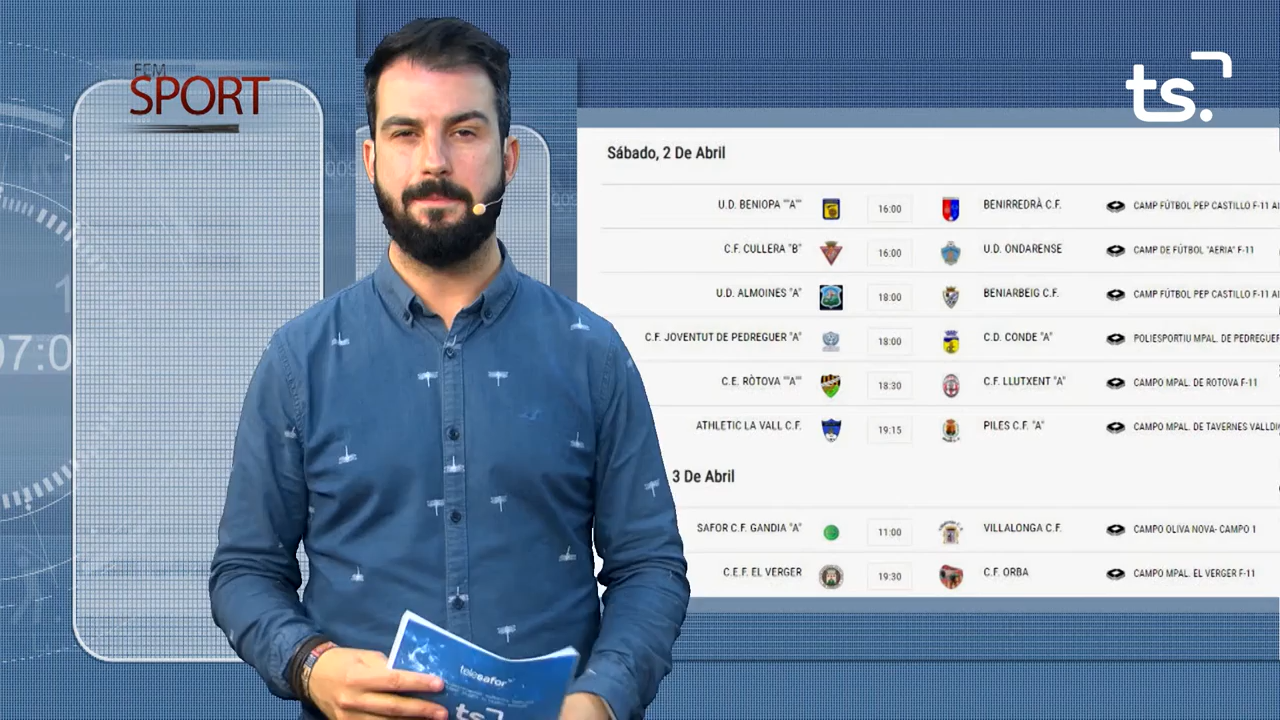 FEM
SPORT
ts.
Sábado, 2 De Abril
U.D. BENIOPA ""A"" 16:00 BENIRREDRÀ C.F. CAMP FÚTBOL PEP CASTILLO F-11
C.F. CULLERA "B" 16:00 U.D. ONDARENSE CAMP DE FÚTBOL "AERIA" F-11
U.D. ALMOINES "A" 18:00 BENIARBEIG C.F. CAMP FÚTBOL PEP CASTILLO F-11
C.F. JOVENTUT DE PEDREGUER "A" 18:00 C.D. CONDE "A" POLIESPORTIU MPAL. DE PEDREGUER
C.E. RÒTOVA ""A"" 18:30 C.F. LLUTXENT "A" CAMPO MPAL. DE ROTOVA F-11
ATHLETIC LA VALL C.F. 19:15 PILES C.F. "A" CAMPO MPAL. DE TAVERNES VALLDI
3 De Abril
SAFOR C.F. GANDIA "A" 11:00 VILLALONGA C.F. CAMPO OLIVA NOVA- CAMPO 1
C.E.F. EL VERGER 19:30 C.F. ORBA CAMPO MPAL. EL VERGER F-11
07:0
telesafor
ts